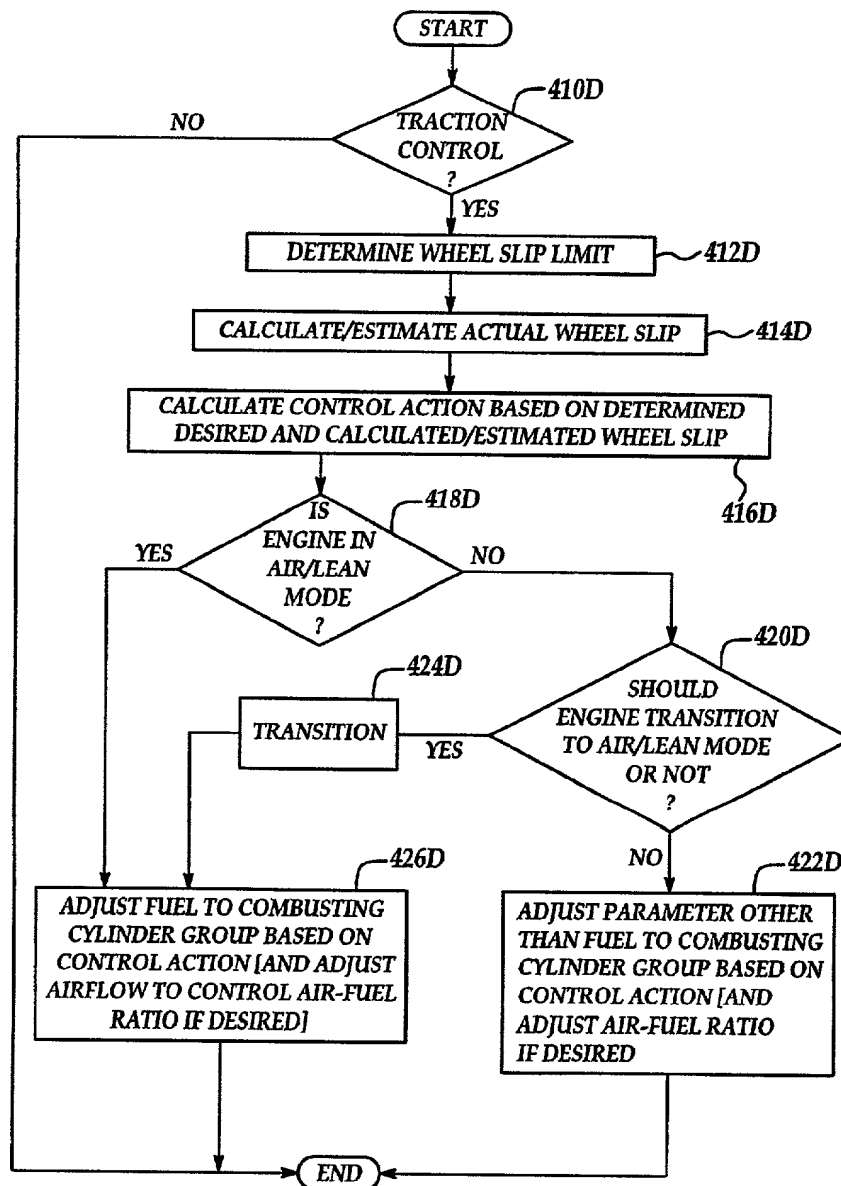 START
410D
NO
TRACTION
CONTROL
?
YES
DETERMINE WHEEL SLIP LIMIT
412D
CALCULATE/ESTIMATE ACTUAL WHEEL SLIP
414D
CALCULATE CONTROL ACTION BASED ON DETERMINED
DESIRED AND CALCULATED/ESTIMATED WHEEL SLIP
416D
418D
IS
ENGINE IN
AIR/LEAN
MODE
?
YES
NO
420D
424D
SHOULD
ENGINE TRANSITION
TO AIR/LEAN MODE
OR NOT
?
TRANSITION
YES
NO
426D
422D
ADJUST FUEL TO COMBUSTING
CYLINDER GROUP BASED ON
CONTROL ACTION [AND ADJUST
AIRFLOW TO CONTROL AIR-FUEL
RATIO IF DESIRED]
ADJUST PARAMETER OTHER
THAN FUEL TO COMBUSTING
CYLINDER GROUP BASED ON
CONTROL ACTION [AND
ADJUST AIR-FUEL RATIO
IF DESIRED
END